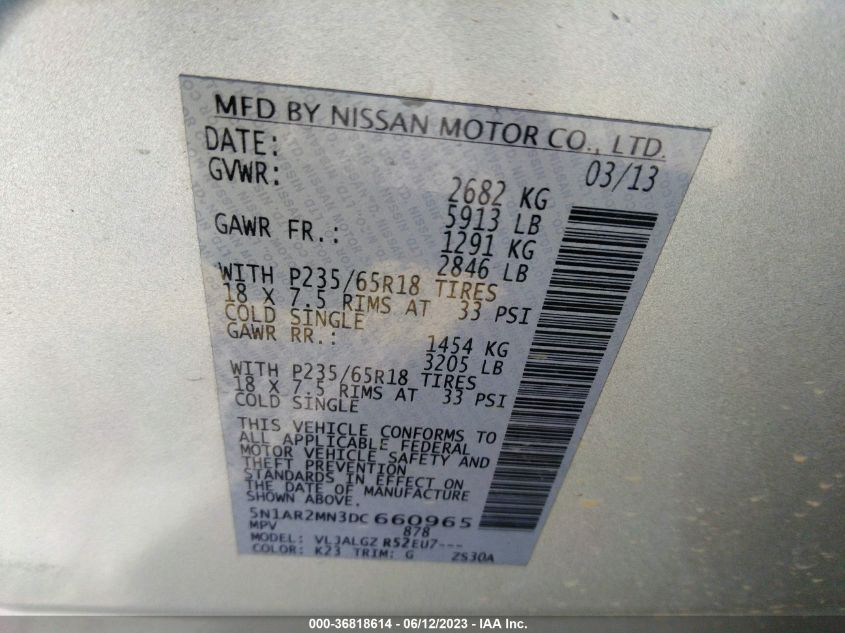 MFD BY NISSAN MOTOR CO., LTD.
DATE: 03/13
GVWR: 2682 KG
5913 LB
GAWR FR.: 1291 KG
2846 LB
WITH P235/65R18 TIRES
18 X 7.5 RIMS AT 33 PSI
COLD SINGLE
GAWR RR.: 1454 KG
3205 LB
WITH P235/65R18 TIRES
18 X 7.5 RIMS AT 33 PSI
COLD SINGLE
THIS VEHICLE CONFORMS TO
ALL APPLICABLE FEDERAL
MOTOR VEHICLE SAFETY AND
THEFT PREVENTION
STANDARDS IN EFFECT ON
THE DATE OF MANUFACTURE
SHOWN ABOVE.
5N1AR2MN3DC660965
MPV 878
MODEL: VLJALGZ R52EU7---
COLOR: K23 TRIM: G ZS30A
000-36818614 - 06/12/2023 - IAA Inc.